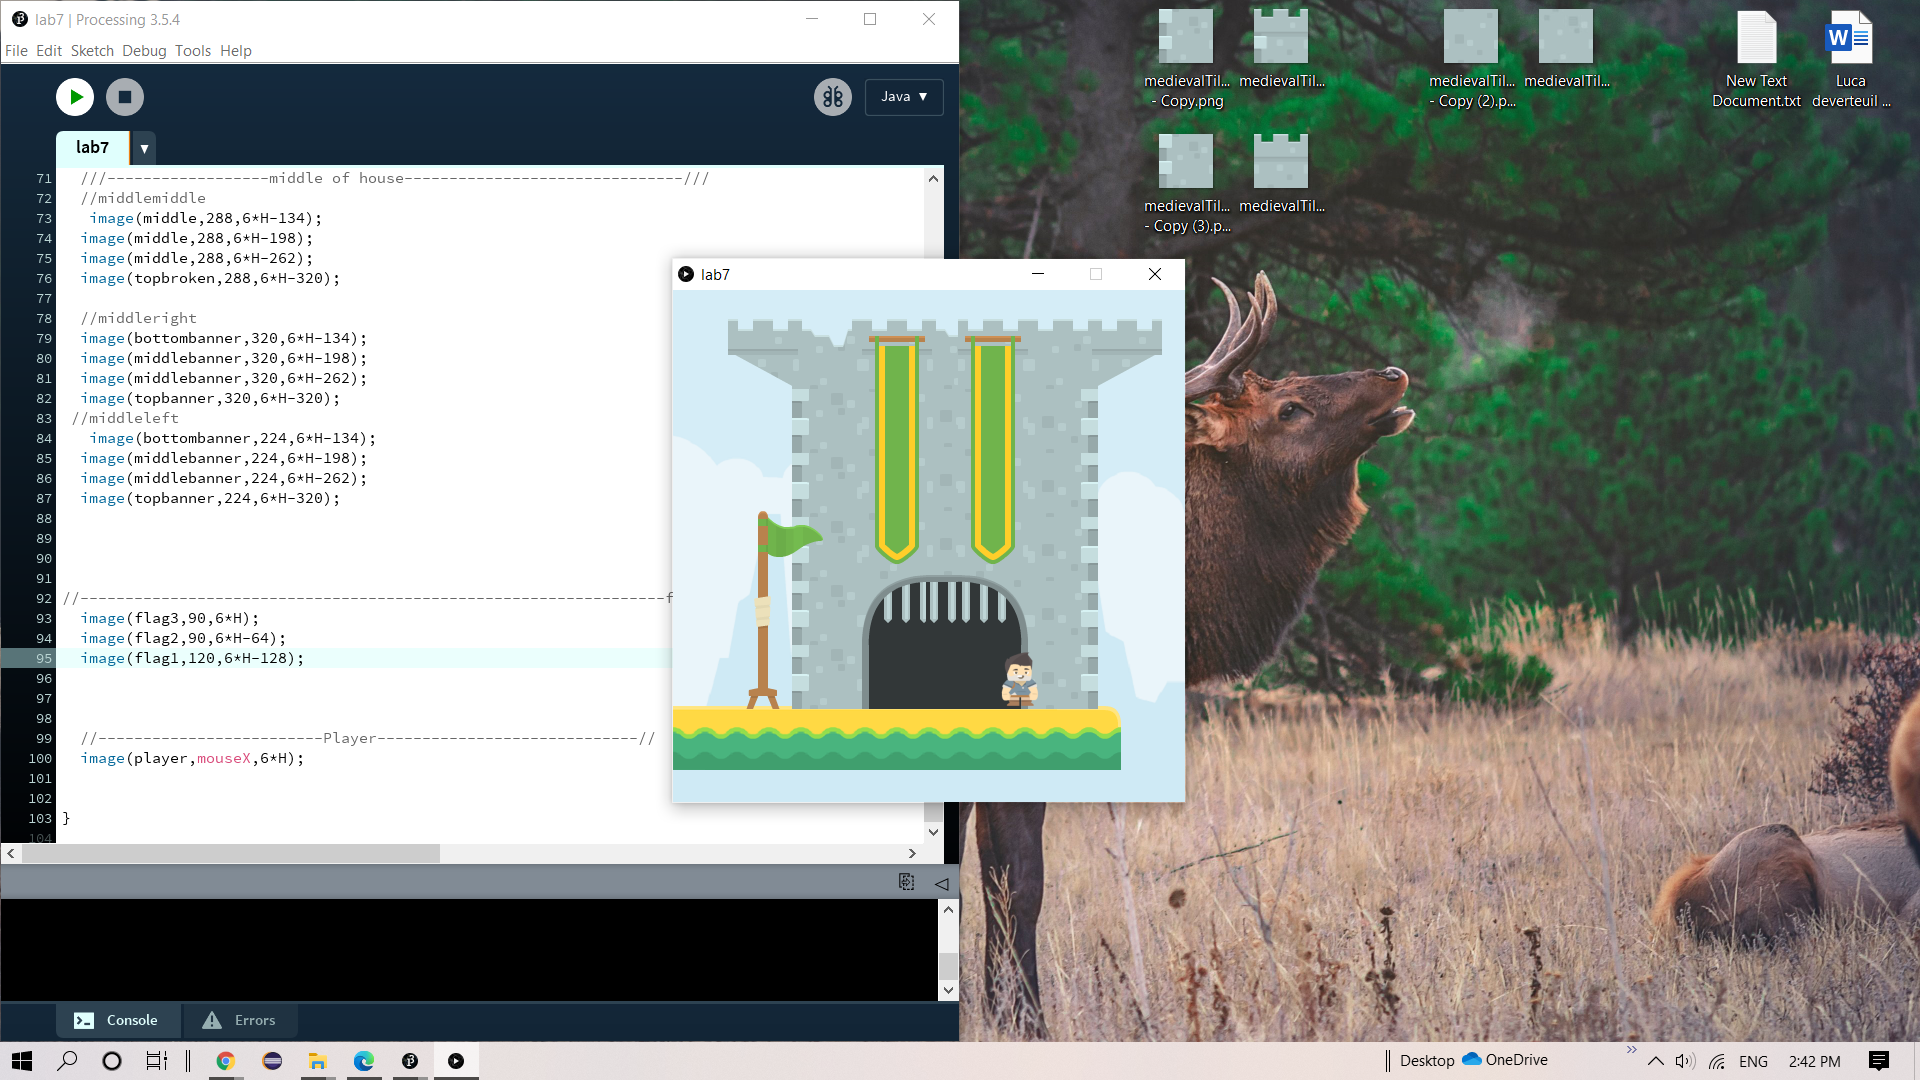 lab7 | Processing 3.5.4
File Edit Sketch Debug Tools Help
Java ▼
lab7 ▼
71 ///------------------middle of house-------------------------------///
72 //middlemiddle
73 image(middle,288,6*H-134);
74 image(middle,288,6*H-198);
75 image(middle,288,6*H-262);
76 image(topbroken,288,6*H-320);
77
78 //middleright
79 image(bottombanner,320,6*H-134);
80 image(middlebanner,320,6*H-198);
81 image(middlebanner,320,6*H-262);
82 image(topbanner,320,6*H-320);
83 //middleleft
84 image(bottombanner,224,6*H-134);
85 image(middlebanner,224,6*H-198);
86 image(middlebanner,224,6*H-262);
87 image(topbanner,224,6*H-320);
88
89
90
91
92 //-----------------------------------------------------------------f
93 image(flag3,90,6*H);
94 image(flag2,90,6*H-64);
95 image(flag1,120,6*H-128);
96
97
98
99 //-------------------------Player-----------------------------//
100 image(player,mouseX,6*H);
101
102
103 }
104
Console
Errors
lab7
medievalTil...
- Copy.png
medievalTil...
medievalTil...
- Copy (2).p...
medievalTil...
New Text
Document.txt
Luca
deverteuil ...
medievalTil...
- Copy (3).p...
medievalTil...
Desktop
OneDrive
ENG
2:42 PM